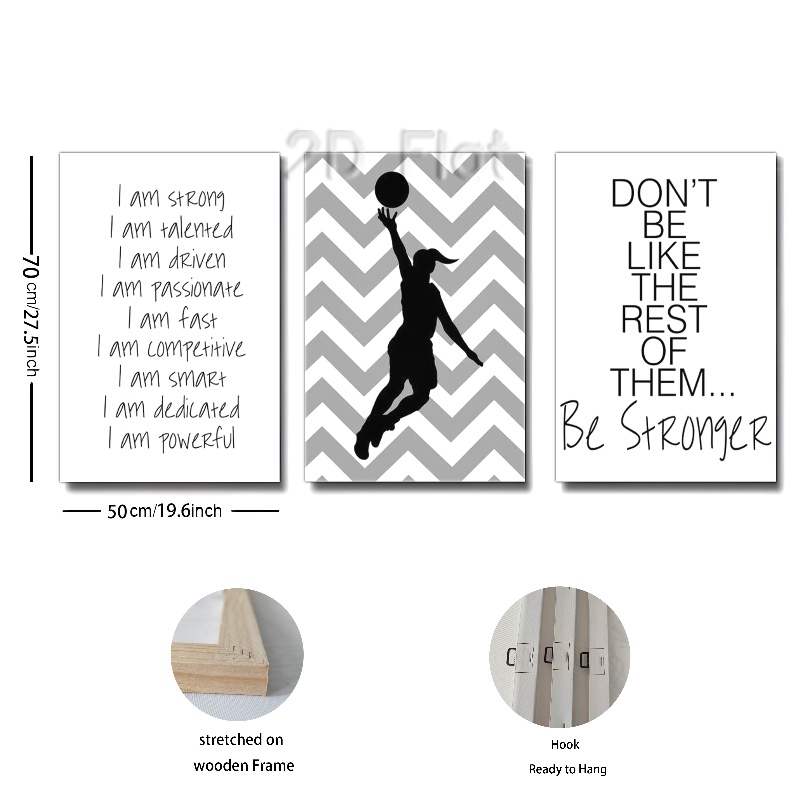 2D Flat
I am strong
I am talented
I am driven
I am passionate
I am fast
I am competitive
I am smart
I am dedicated
I am powerful
DON'T
BE
LIKE
THE
REST
OF
THEM...
Be Stronger
70 cm/27.5inch
50 cm/19.6inch
stretched on
wooden Frame
Hook
Ready to Hang